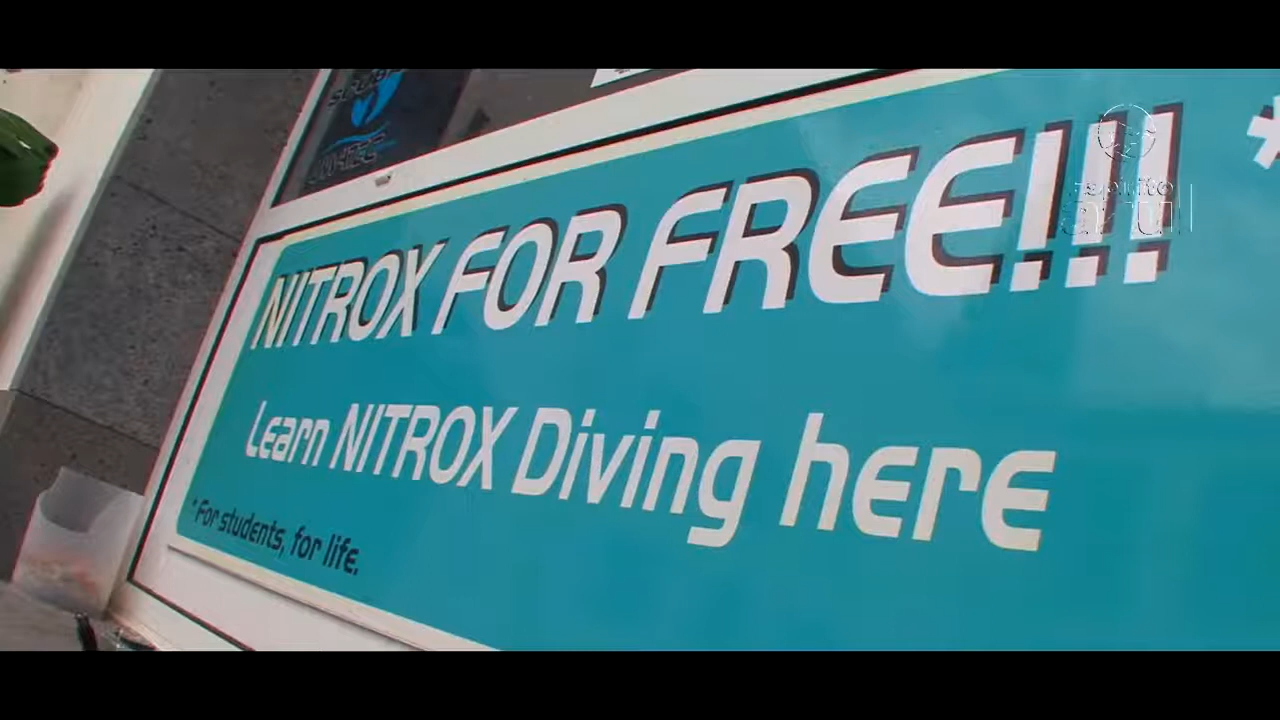 NITROX FOR FREE!!! *
Learn NITROX Diving here
* For students, for life.